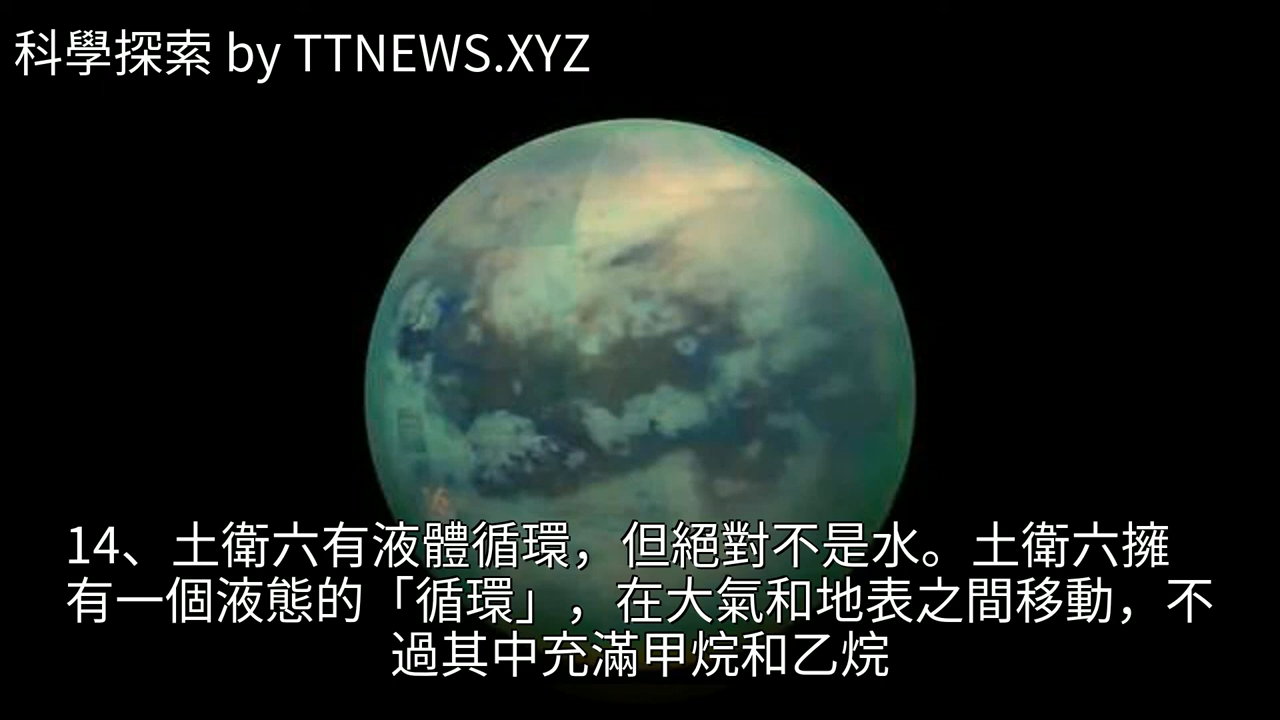 科學探索 by TTNEWS.XYZ
14、土衛六有液體循環，但絕對不是水。土衛六擁
有一個液態的「循環」，在大氣和地表之間移動，不
過其中充滿甲烷和乙烷